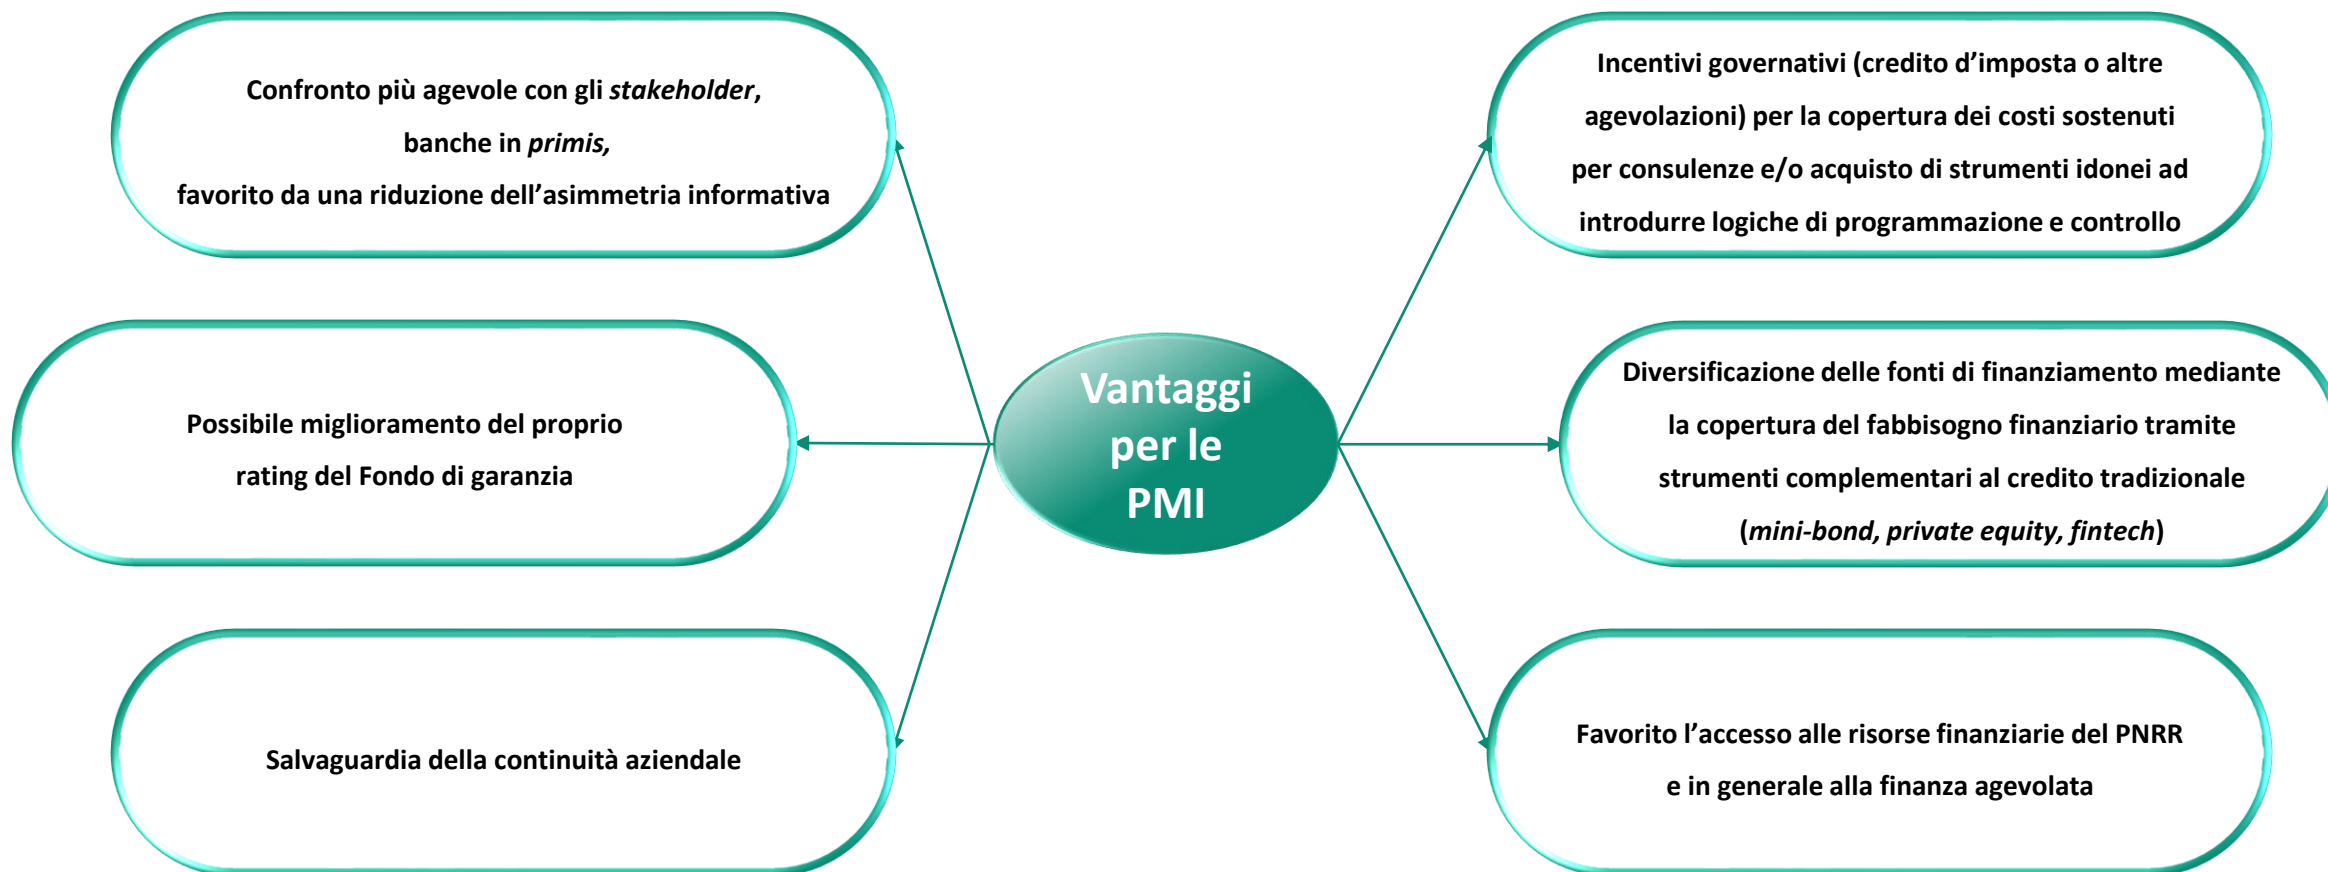 Confronto più agevole con gli stakeholder,
banche in primis,
favorito da una riduzione dell’asimmetria informativa
Possibile miglioramento del proprio
rating del Fondo di garanzia
Salvaguardia della continuità aziendale
Vantaggi
per le
PMI
Incentivi governativi (credito d’imposta o altre
agevolazioni) per la copertura dei costi sostenuti
per consulenze e/o acquisto di strumenti idonei ad
introdurre logiche di programmazione e controllo
Diversificazione delle fonti di finanziamento mediante
la copertura del fabbisogno finanziario tramite
strumenti complementari al credito tradizionale
(mini-bond, private equity, fintech)
Favorito l’accesso alle risorse finanziarie del PNRR
e in generale alla finanza agevolata